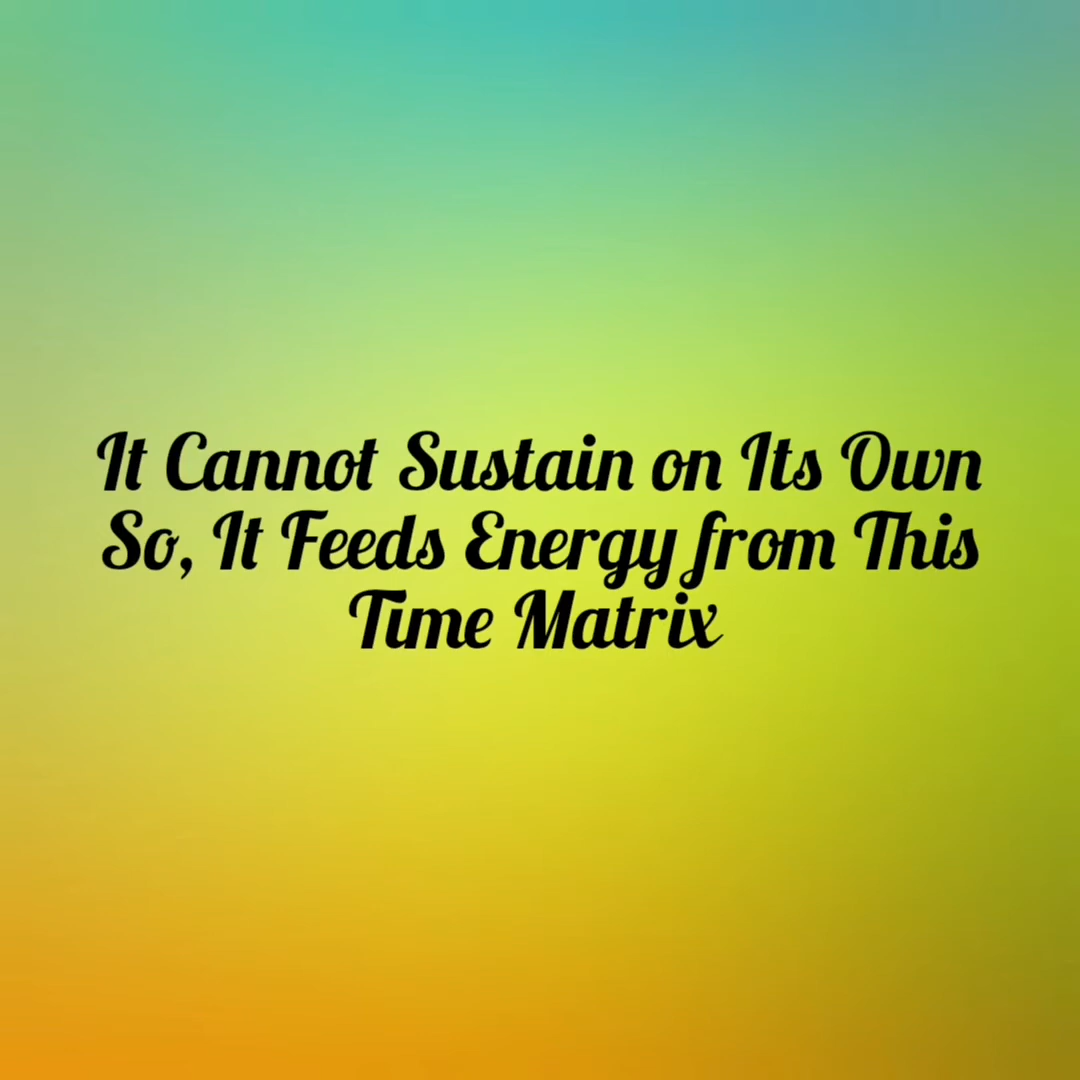 It Cannot Sustain on Its Own
So, It Feeds Energy from This
Time Matrix